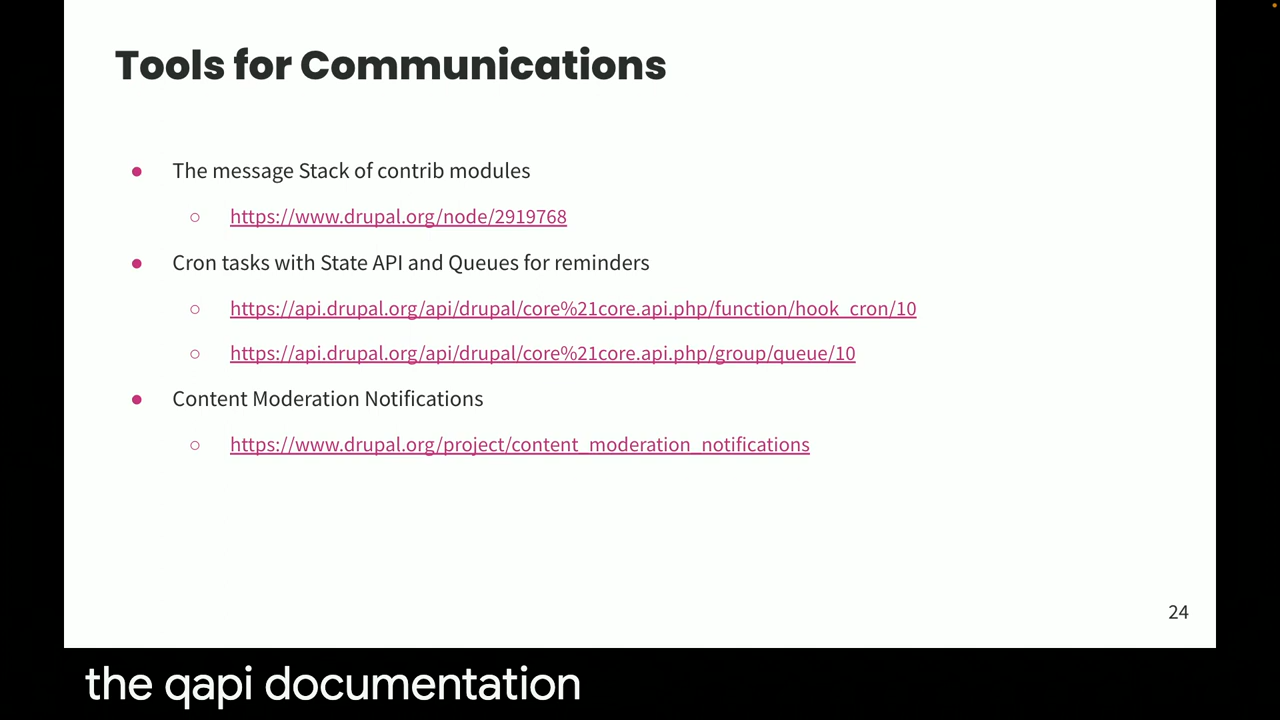 Tools for Communications
● The message Stack of contrib modules
○ https://www.drupal.org/node/2919768
● Cron tasks with State API and Queues for reminders
○ https://api.drupal.org/api/drupal/core%21core.api.php/function/hook_cron/10
○ https://api.drupal.org/api/drupal/core%21core.api.php/group/queue/10
● Content Moderation Notifications
○ https://www.drupal.org/project/content_moderation_notifications
24
the qapi documentation